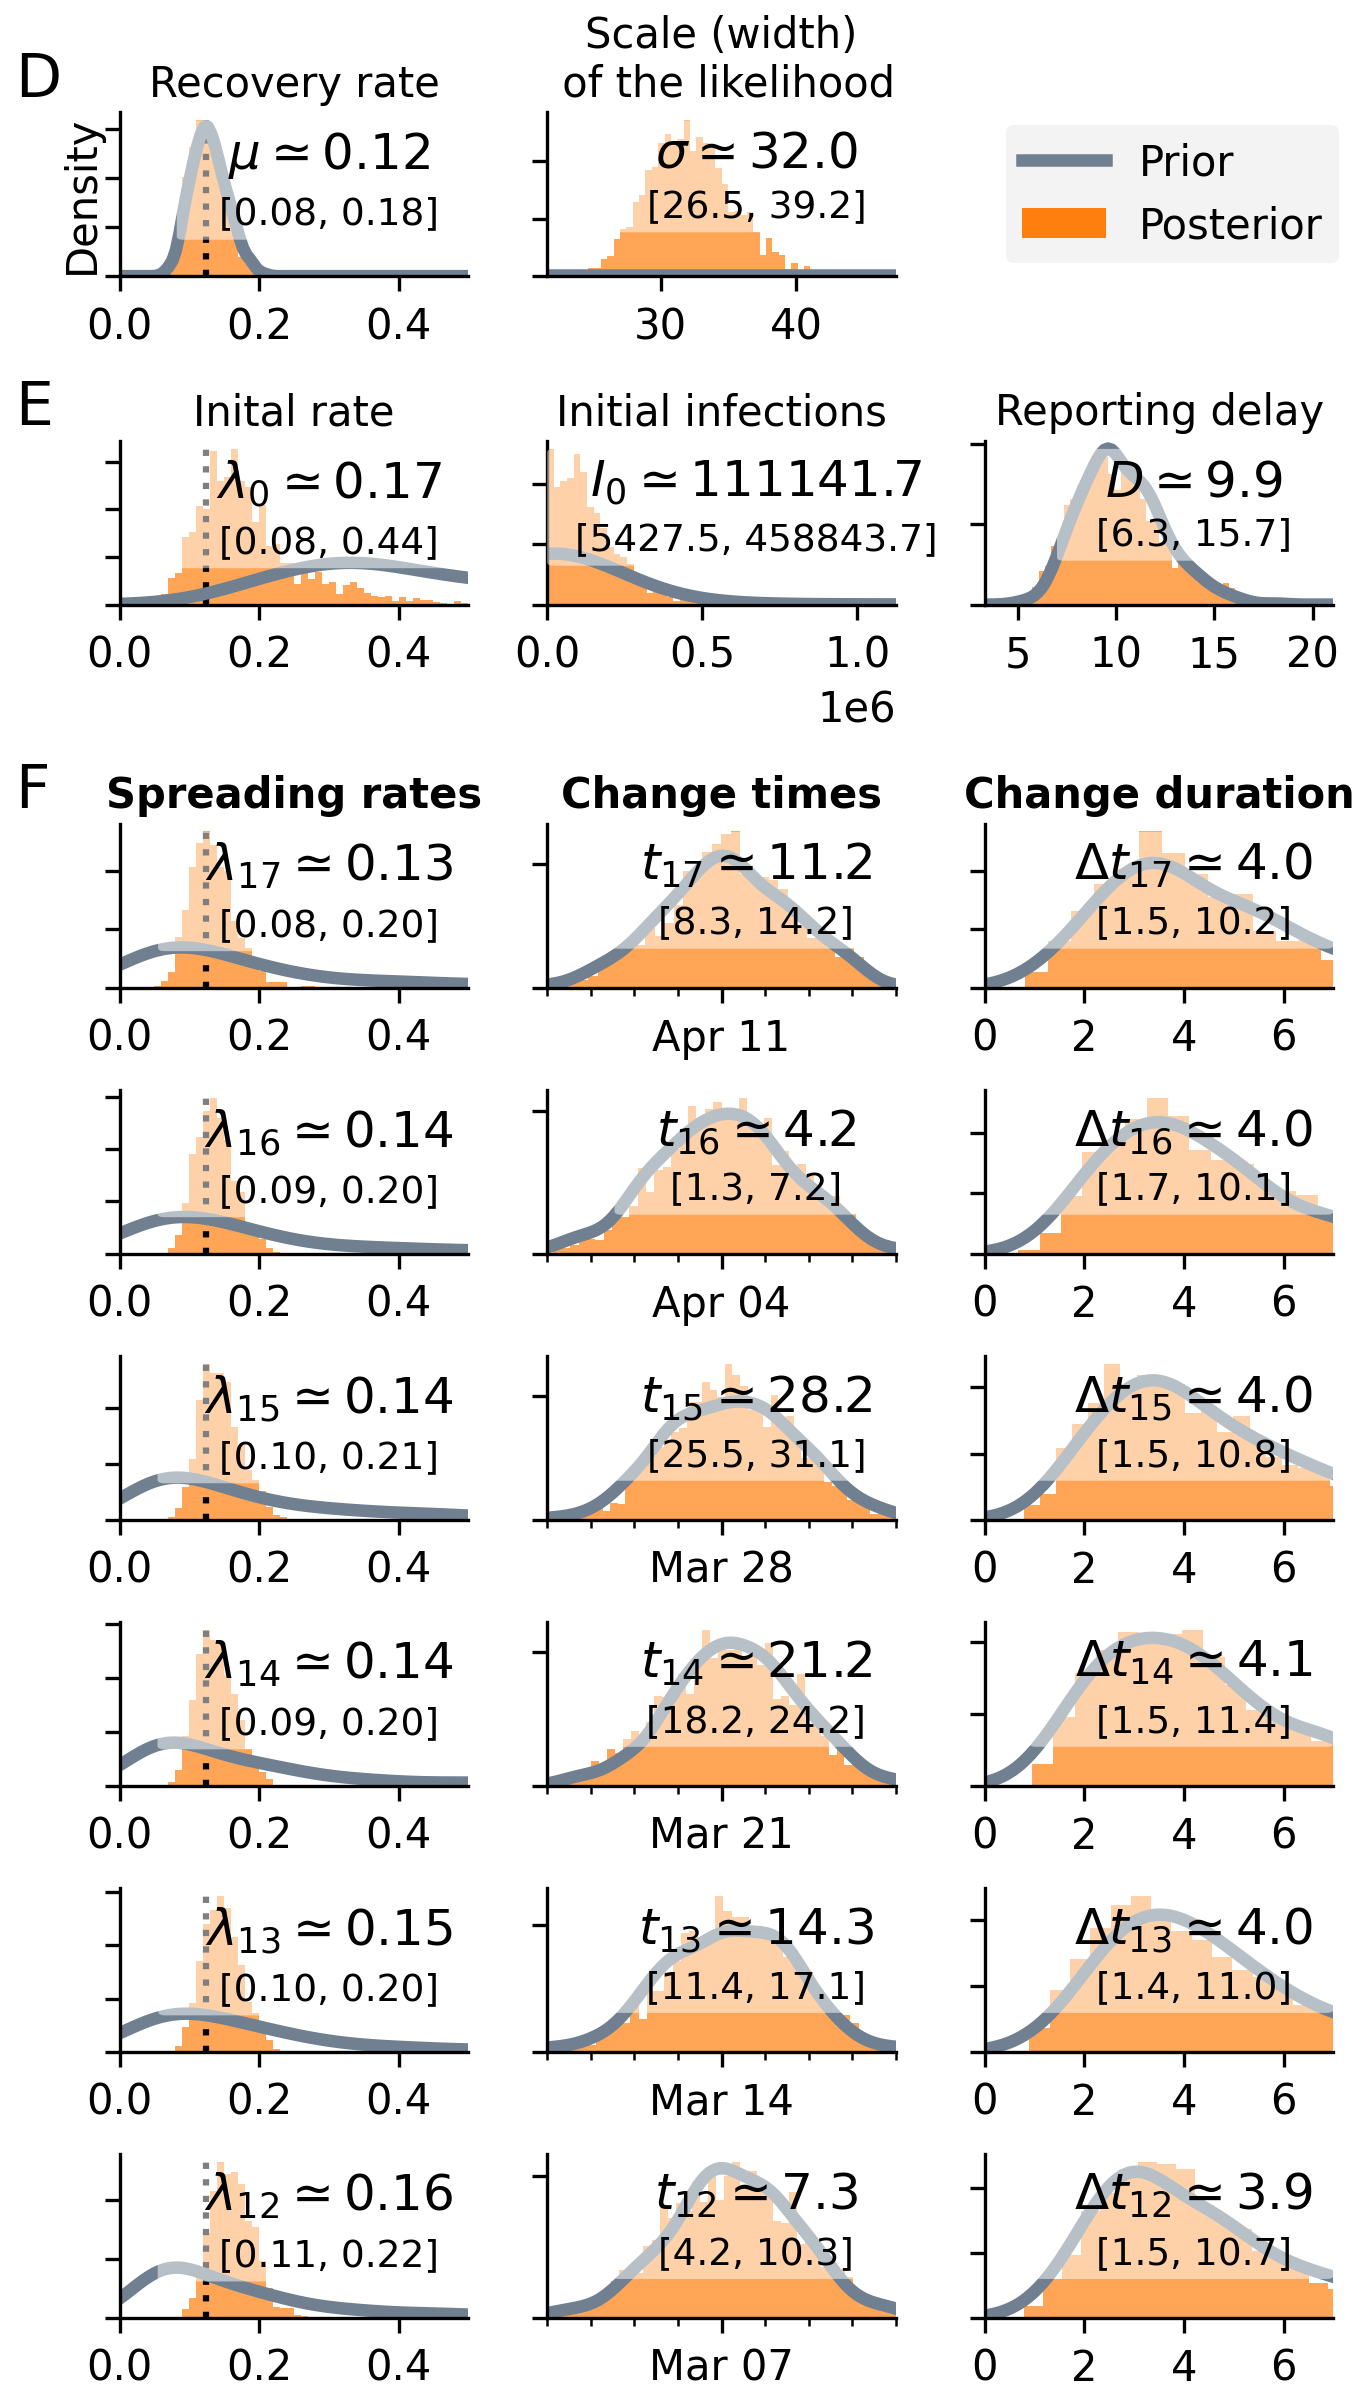 D
Recovery rate
Scale (width)
of the likelihood
Density
μ ≃ 0.12
[0.08, 0.18]
0.0 0.2 0.4
σ ≃ 32.0
[26.5, 39.2]
30 40
Prior
Posterior
E
Inital rate
λ0 ≃ 0.17
[0.08, 0.44]
0.0 0.2 0.4
Initial infections
I0 ≃ 111141.7
[5427.5, 458843.7]
0.0 0.5 1.0
1e6
Reporting delay
D ≃ 9.9
[6.3, 15.7]
5 10 15 20
F
Spreading rates
Change times
Change duration
λ17 ≃ 0.13
[0.08, 0.20]
0.0 0.2 0.4
t17 ≃ 11.2
[8.3, 14.2]
Apr 11
Δt17 ≃ 4.0
[1.5, 10.2]
0 2 4 6
λ16 ≃ 0.14
[0.09, 0.20]
0.0 0.2 0.4
t16 ≃ 4.2
[1.3, 7.2]
Apr 04
Δt16 ≃ 4.0
[1.7, 10.1]
0 2 4 6
λ15 ≃ 0.14
[0.10, 0.21]
0.0 0.2 0.4
t15 ≃ 28.2
[25.5, 31.1]
Mar 28
Δt15 ≃ 4.0
[1.5, 10.8]
0 2 4 6
λ14 ≃ 0.14
[0.09, 0.20]
0.0 0.2 0.4
t14 ≃ 21.2
[18.2, 24.2]
Mar 21
Δt14 ≃ 4.1
[1.5, 11.4]
0 2 4 6
λ13 ≃ 0.15
[0.10, 0.20]
0.0 0.2 0.4
t13 ≃ 14.3
[11.4, 17.1]
Mar 14
Δt13 ≃ 4.0
[1.4, 11.0]
0 2 4 6
λ12 ≃ 0.16
[0.11, 0.22]
0.0 0.2 0.4
t12 ≃ 7.3
[4.2, 10.3]
Mar 07
Δt12 ≃ 3.9
[1.5, 10.7]
0 2 4 6